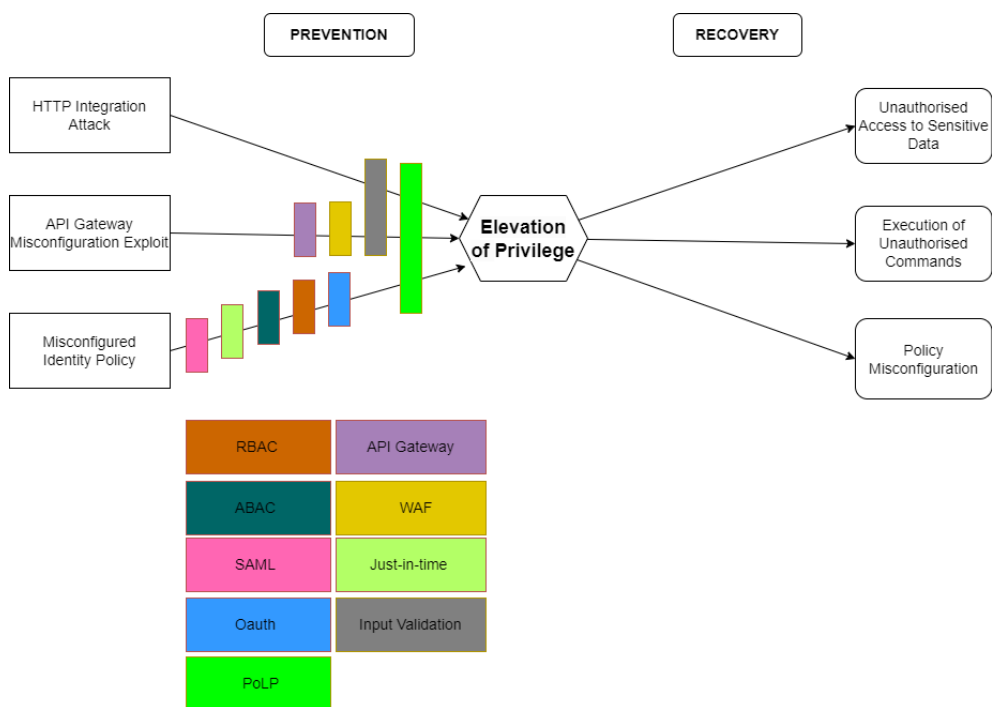 PREVENTION
RECOVERY
HTTP Integration
Attack
API Gateway
Misconfiguration Exploit
Misconfigured
Identity Policy
Elevation
of Privilege
Unauthorised
Access to Sensitive
Data
Execution of
Unauthorised
Commands
Policy
Misconfiguration
RBAC
API Gateway
ABAC
WAF
SAML
Just-in-time
Oauth
Input Validation
PoLP